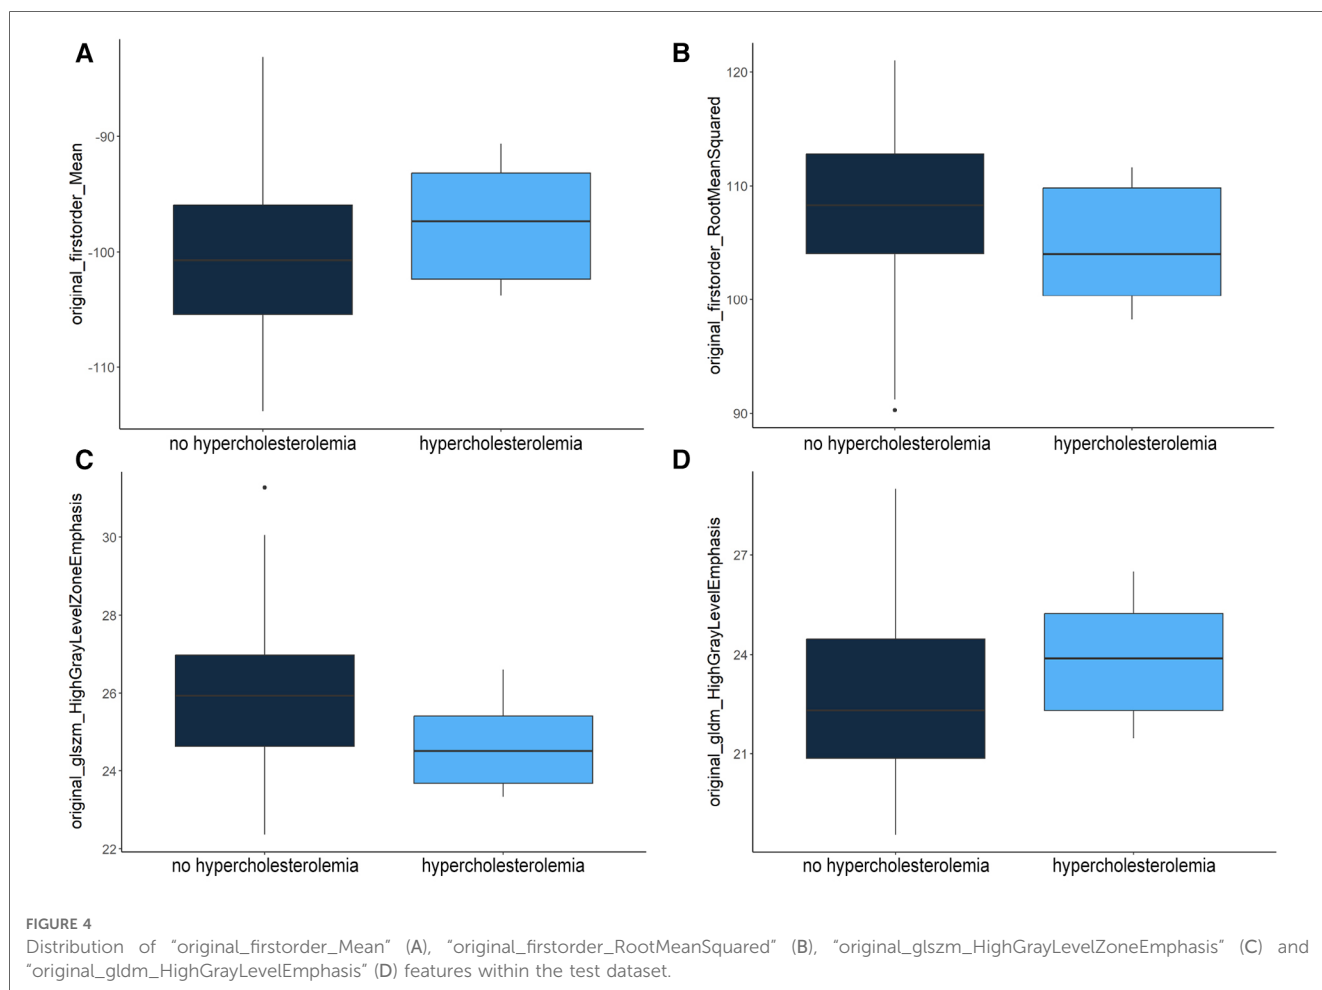 A
original_firstorder_Mean
-90
-100
-110
no hypercholesterolemia
hypercholesterolemia
B
original_firstorder_RootMeanSquared
120
110
100
90
no hypercholesterolemia
hypercholesterolemia
C
original_glszm_HighGrayLevelZoneEmphasis
30
28
26
24
22
no hypercholesterolemia
hypercholesterolemia
D
original_gldm_HighGrayLevelEmphasis
27
24
21
no hypercholesterolemia
hypercholesterolemia
FIGURE 4
Distribution of “original_firstorder_Mean” (A), “original_firstorder_RootMeanSquared” (B), “original_glszm_HighGrayLevelZoneEmphasis” (C) and
“original_gldm_HighGrayLevelEmphasis” (D) features within the test dataset.